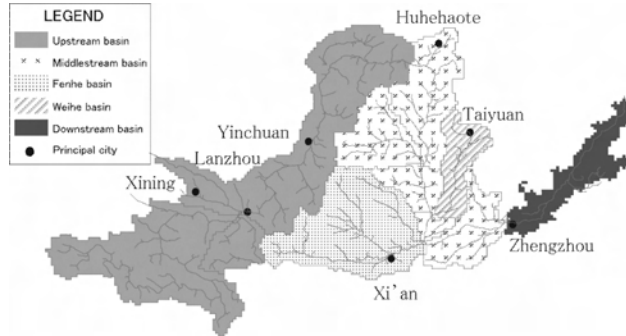 LEGEND
Upstream basin
Middlestream basin
Fenhe basin
Weihe basin
Downstream basin
Principal city
Huhehaote
Taiyuan
Yinchuan
Lanzhou
Xining
Zhengzhou
Xi'an